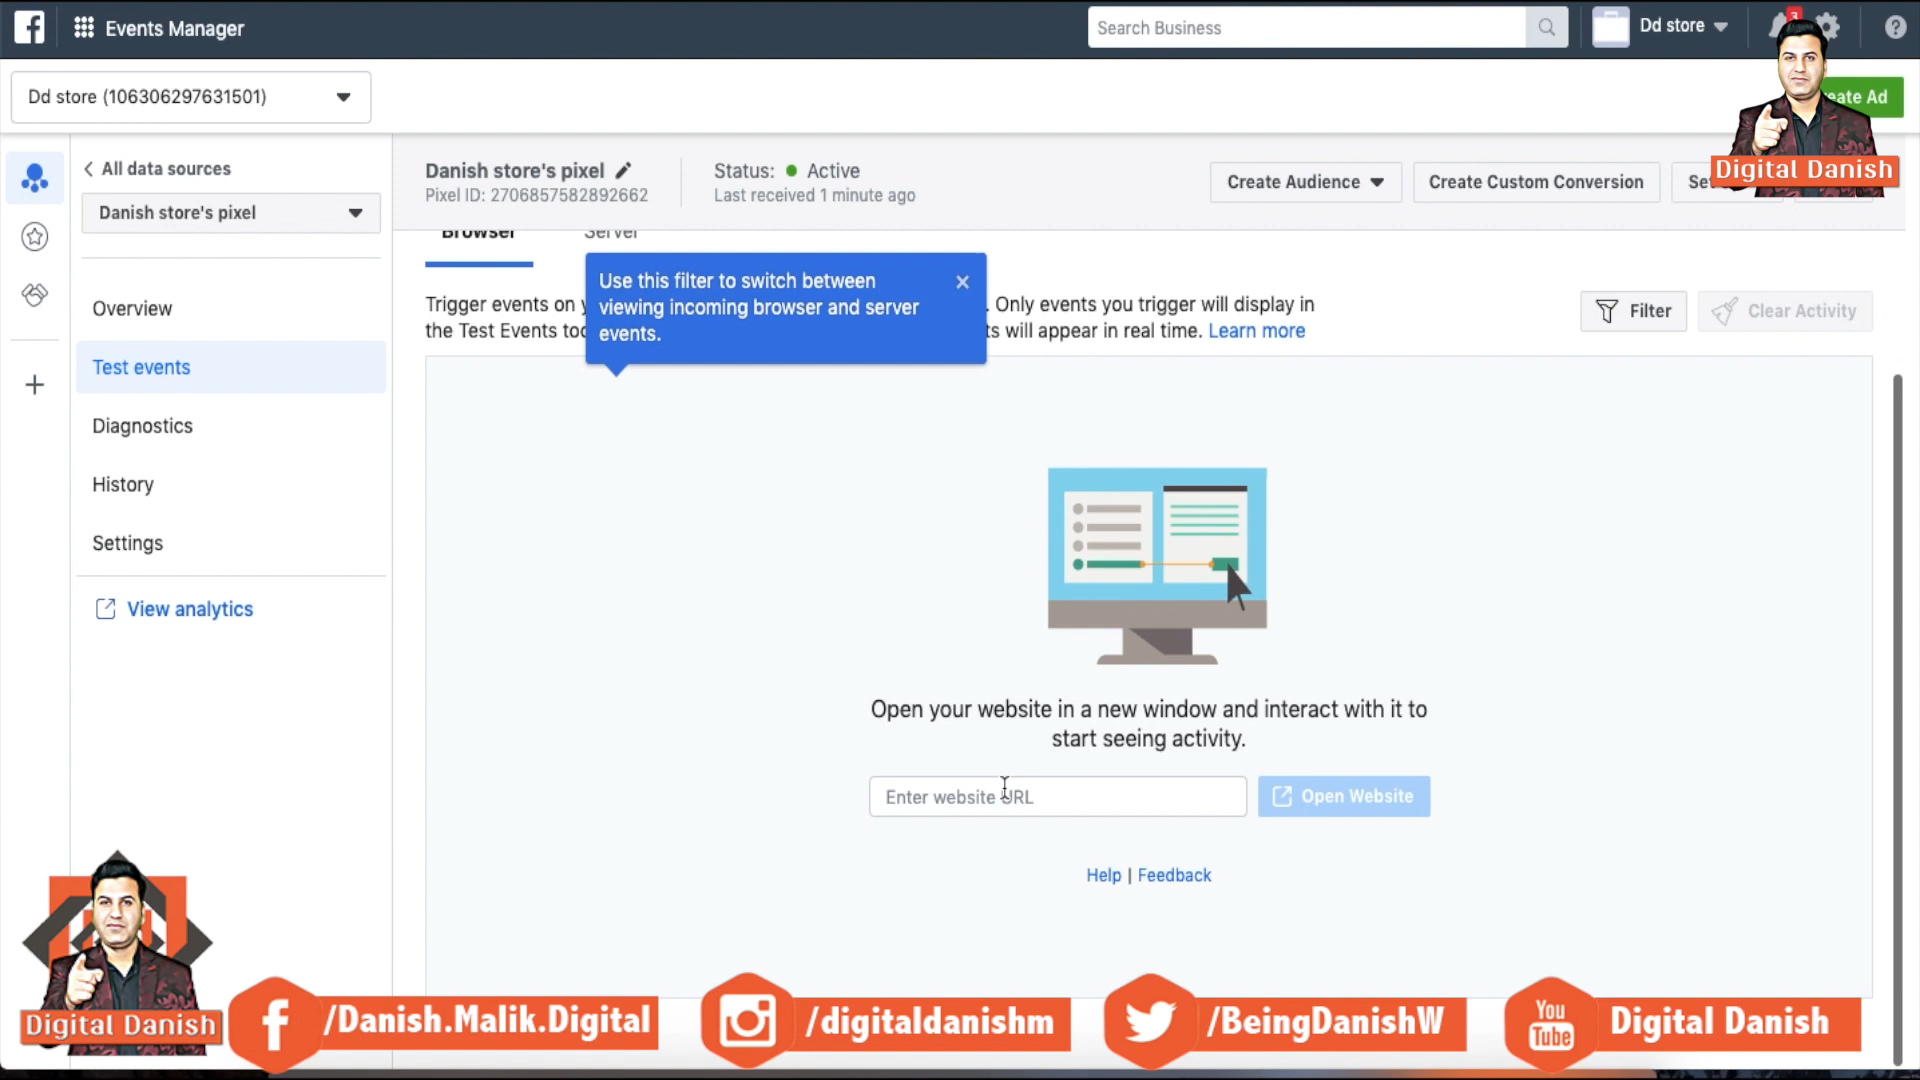 Events Manager
Search Business
Dd store
3
Dd store (106306297631501)
eate Ad
All data sources
Danish store's pixel
Status: Active
Pixel ID: 2706857582892662
Last received 1 minute ago
Create Audience
Create Custom Conversion
Digital Danish
Danish store's pixel
Browser
Server
Overview
Test events
Diagnostics
History
Settings
View analytics
Use this filter to switch between
viewing incoming browser and server
events.
Trigger events on
. Only events you trigger will display in
the Test Events
will appear in real time. Learn more
Filter
Clear Activity
Open your website in a new window and interact with it to
start seeing activity.
Enter website URL
Open Website
Help | Feedback
Digital Danish
/Danish.Malik.Digital
/digitaldanishm
/BeingDanishW
You
Tube
Digital Danish